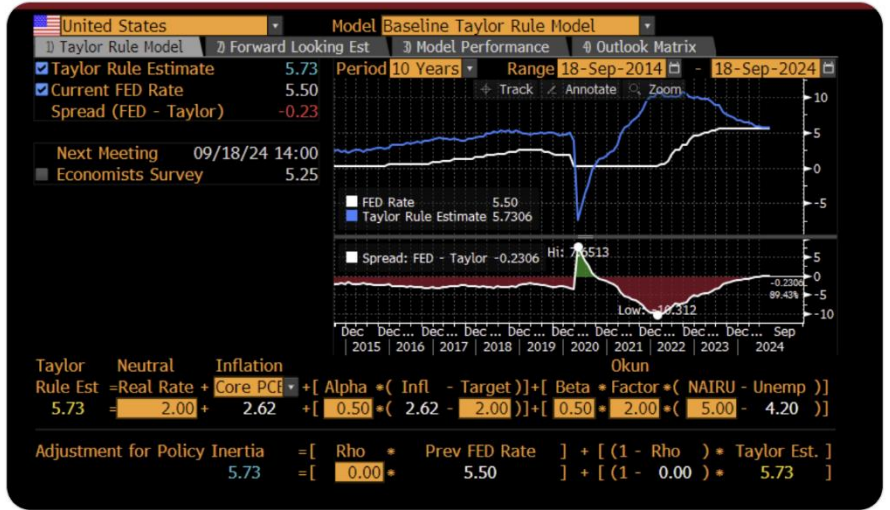 United States Model Baseline Taylor Rule Model
1) Taylor Rule Model 2) Forward Looking Est 3) Model Performance 4) Outlook Matrix
Taylor Rule Estimate 5.73 Period 10 Years Range 18-Sep-2014 - 18-Sep-2024
Current FED Rate 5.50 Track Annotate Zoom
Spread (FED - Taylor) -0.23
Next Meeting 09/18/24 14:00
Economists Survey 5.25
10
5
0
-5
FED Rate 5.50
Taylor Rule Estimate 5.7306
Spread: FED - Taylor -0.2306 Hi: 7.6513
5
0
-0.2306
89.43%
-5
Low: -10.312
-10
Dec Dec... Dec... Dec... Dec... Dec... Dec... Dec... Dec... Dec... Sep
2015 2016 2017 2018 2019 2020 2021 2022 2023 2024
Taylor Neutral Inflation Okun
Rule Est =Real Rate + Core PCE +[ Alpha *( Infl - Target )]+[ Beta * Factor *( NAIRU - Unemp )]
5.73 = 2.00 + 2.62 +[ 0.50 *( 2.62 - 2.00 )]+[ 0.50 * 2.00 *( 5.00 - 4.20 )]
Adjustment for Policy Inertia =[ Rho * Prev FED Rate ] + [ (1 - Rho ) * Taylor Est. ]
5.73 =[ 0.00 * 5.50 ] + [ (1 - 0.00 ) * 5.73 ]